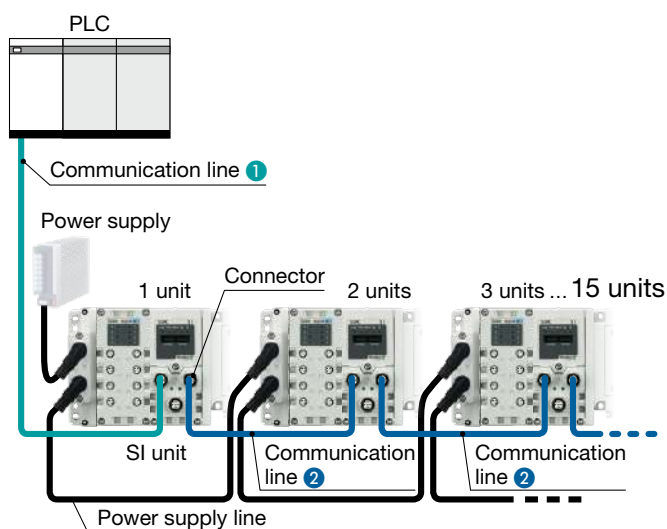 PLC
Communication line 1
Power supply
1 unit
Connector
2 units
3 units ... 15 units
SI unit
Communication
line 2
Communication
line 2
Power supply line